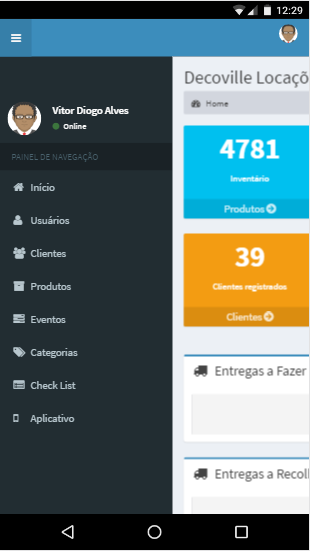 12:29
Vitor Diogo Alves
Online
PAINEL DE NAVEGAÇÃO
Início
Usuários
Clientes
Produtos
Eventos
Categorias
Check List
Aplicativo
Decoville Locaçõ
Home
4781
Inventário
Produtos
39
Clientes registrados
Clientes
Entregas a Fazer
Entregas a Recol